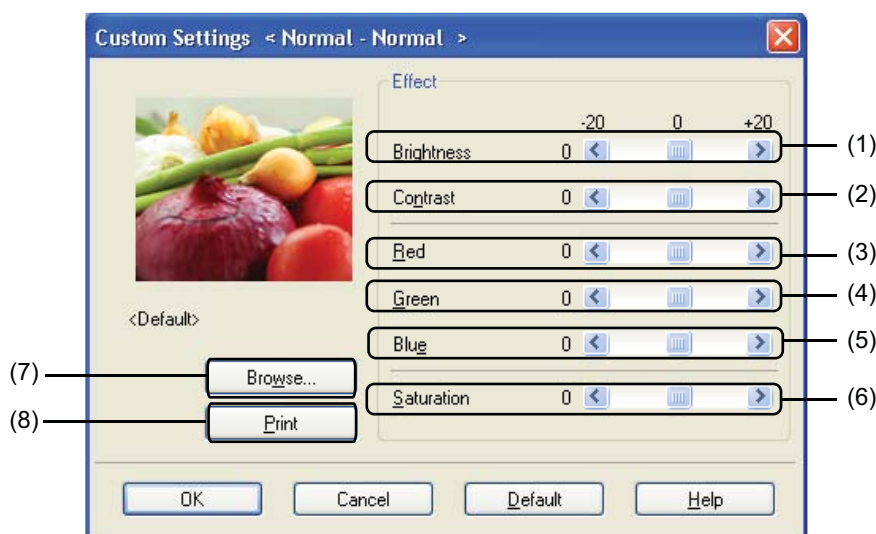 Custom Settings < Normal - Normal >
Effect
-20 0 +20
Brightness 0 (1)
Contrast 0 (2)
Red 0 (3)
Green 0 (4)
<Default>
Blue 0 (5)
(7) Browse...
Saturation 0 (6)
(8) Print
OK Cancel Default Help